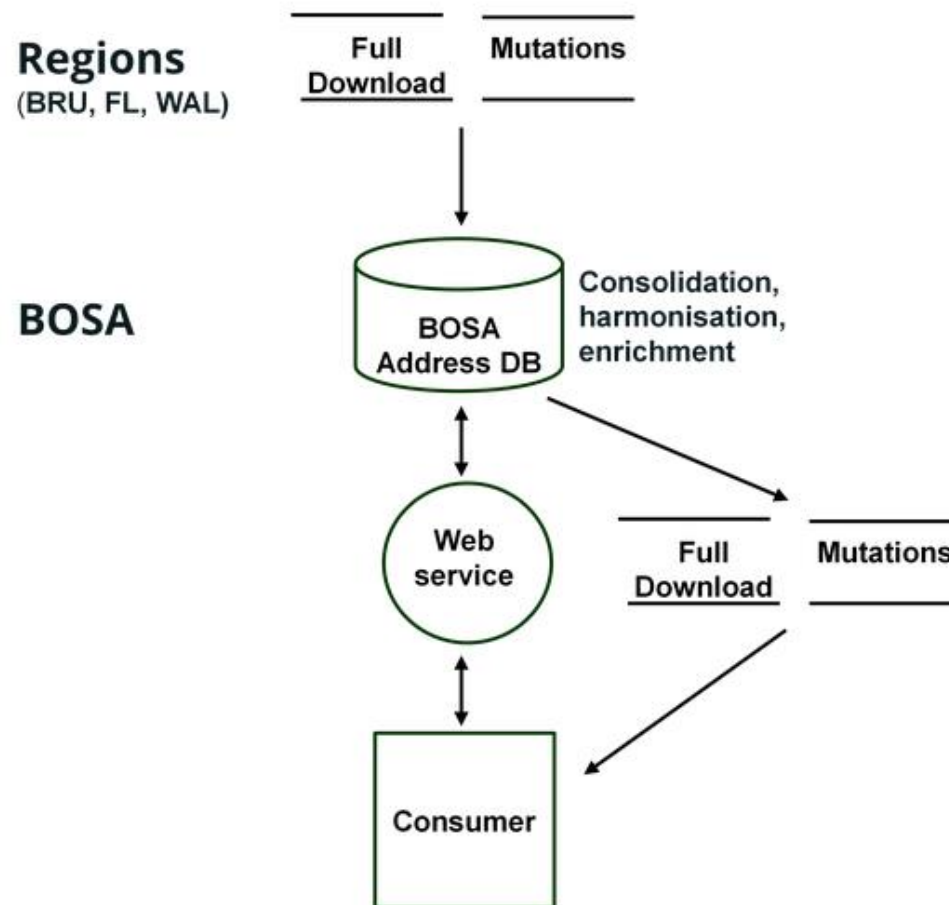 Regions
(BRU, FL, WAL)
Full
Download
Mutations
BOSA
BOSA
Address DB
Consolidation,
harmonisation,
enrichment
Web
service
Full
Download
Mutations
Consumer